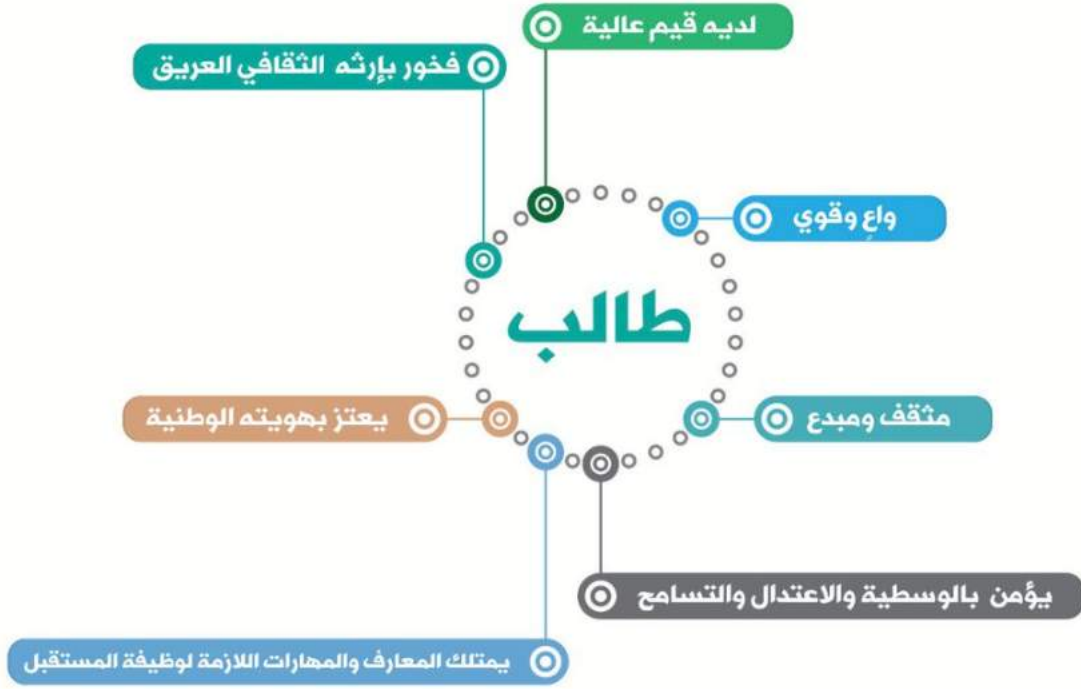 لديه قيم عالية
فخور بإرثه الثقافي العريق
واعٍ وقوي
طالب
يعتز بهويته الوطنية
مثقف ومبدع
يؤمن بالوسطية والاعتدال والتسامح
يمتلك المعارف والمهارات اللازمة لوظيفة المستقبل